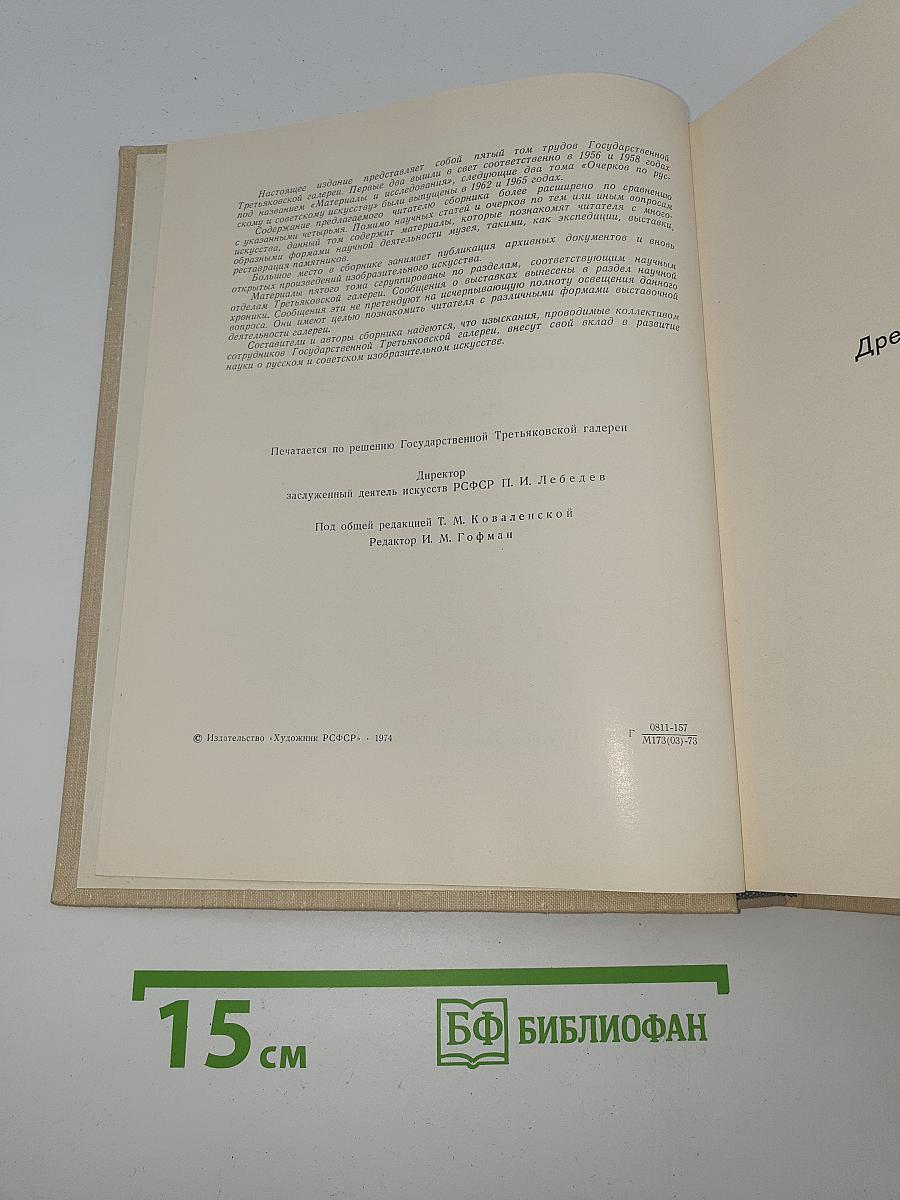 Настоящее издание представляет собой пятый том трудов Государственной
Третьяковской галереи. Первые два вышли в свет соответственно в 1956 и 1958 годах
под названием «Материалы и исследования», следующие два тома «Очерков по рус-
скому и советскому искусству» были выпущены в 1962 и 1965 годах.
Содержание предлагаемого читателю сборника более расширено по сравнению
с указанными четырьмя. Помимо научных статей и очерков по тем или иным вопросам
искусства, данный том содержит материалы, которые познакомят читателя с много-
образными формами научной деятельности музея, такими, как экспедиции, выставки,
реставрация памятников.
Большое место в сборнике занимает публикация архивных документов и вновь
открытых произведений изобразительного искусства.
Материалы пятого тома сгруппированы по разделам, соответствующим научным
отделам Третьяковской галереи. Сообщения о выставках вынесены в раздел научной
хроники. Сообщения эти не претендуют на исчерпывающую полноту освещения данного
вопроса. Они имеют целью познакомить читателя с различными формами выставочной
деятельности галереи.
Составители и авторы сборника надеются, что изыскания, проводимые коллективом
сотрудников Государственной Третьяковской галереи, внесут свой вклад в развитие
науки о русском и советском изобразительном искусстве.
Печатается по решению Государственной Третьяковской галереи
Директор
заслуженный деятель искусств РСФСР П. И. Лебедев
Под общей редакцией Т. М. Коваленской
Редактор И. М. Гофман
© Издательство «Художник РСФСР» · 1974
Г 0811-157
М173(03)-73
Дре
15 см
БФ БИБЛИОФАН